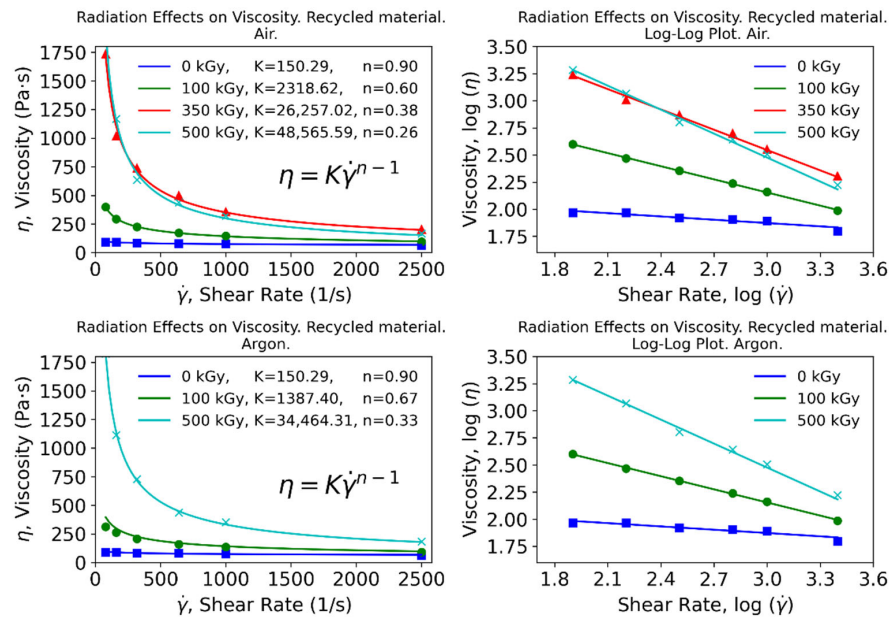 Radiation Effects on Viscosity. Recycled material.
Air.
η, Viscosity (Pa·s)
1750
1500
1250
1000
750
500
250
0
0 kGy, K=150.29, n=0.90
100 kGy, K=2318.62, n=0.60
350 kGy, K=26,257.02, n=0.38
500 kGy, K=48,565.59, n=0.26
η = Kγ̇ⁿ⁻¹
0 500 1000 1500 2000 2500
γ̇, Shear Rate (1/s)
Radiation Effects on Viscosity. Recycled material.
Log-Log Plot. Air.
Viscosity, log (η)
3.50
3.25
3.00
2.75
2.50
2.25
2.00
1.75
0 kGy
100 kGy
350 kGy
500 kGy
1.8 2.1 2.4 2.7 3.0 3.3 3.6
Shear Rate, log (γ̇)
Radiation Effects on Viscosity. Recycled material.
Argon.
η, Viscosity (Pa·s)
1750
1500
1250
1000
750
500
250
0
0 kGy, K=150.29, n=0.90
100 kGy, K=1387.40, n=0.67
500 kGy, K=34,464.31, n=0.33
η = Kγ̇ⁿ⁻¹
0 500 1000 1500 2000 2500
γ̇, Shear Rate (1/s)
Radiation Effects on Viscosity. Recycled material.
Log-Log Plot. Argon.
Viscosity, log (η)
3.50
3.25
3.00
2.75
2.50
2.25
2.00
1.75
0 kGy
100 kGy
500 kGy
1.8 2.1 2.4 2.7 3.0 3.3 3.6
Shear Rate, log (γ̇)